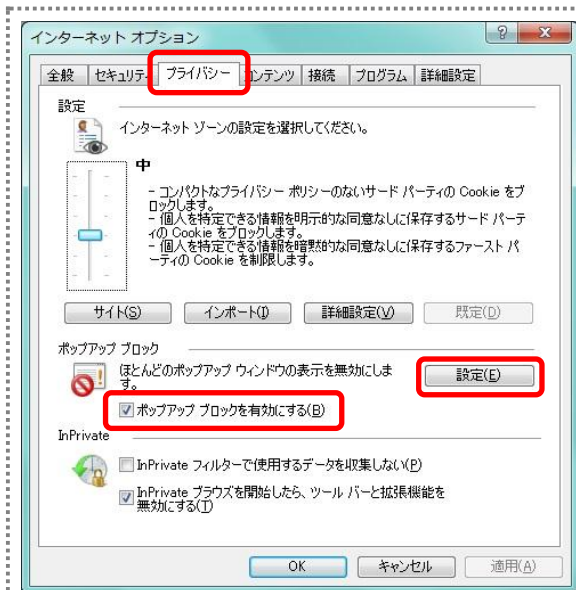 インターネット オプション
全般 セキュリティ プライバシー コンテンツ 接続 プログラム 詳細設定
設定
インターネット ゾーンの設定を選択してください。
中
- コンパクトなプライバシー ポリシーのないサード パーティの Cookie をブ
ロックします。
- 個人を特定できる情報を明示的な同意なしに保存するサード パーテ
ィの Cookie をブロックします。
- 個人を特定できる情報を暗黙的な同意なしに保存するファースト パ
ーティの Cookie を制限します。
サイト(S) インポート(I) 詳細設定(V) 既定(D)
ポップアップ ブロック
ほとんどのポップアップ ウィンドウの表示を無効にしま
す。
設定(E)
ポップアップ ブロックを有効にする(B)
InPrivate
InPrivate フィルターで使用するデータを収集しない(P)
InPrivate ブラウズを開始したら、ツール バーと拡張機能を
無効にする(T)
OK キャンセル 適用(A)